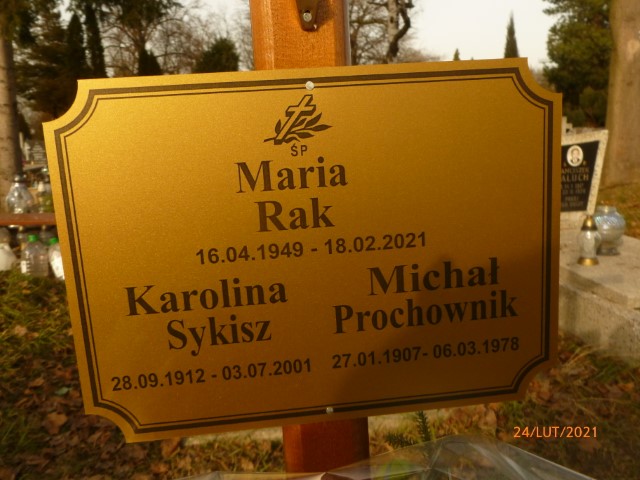 ŚP
Maria
Rak
16.04.1949 - 18.02.2021
Karolina
Sykisz
28.09.1912 - 03.07.2001
Michał
Prochownik
27.01.1907- 06.03.1978
24/LUT/2021